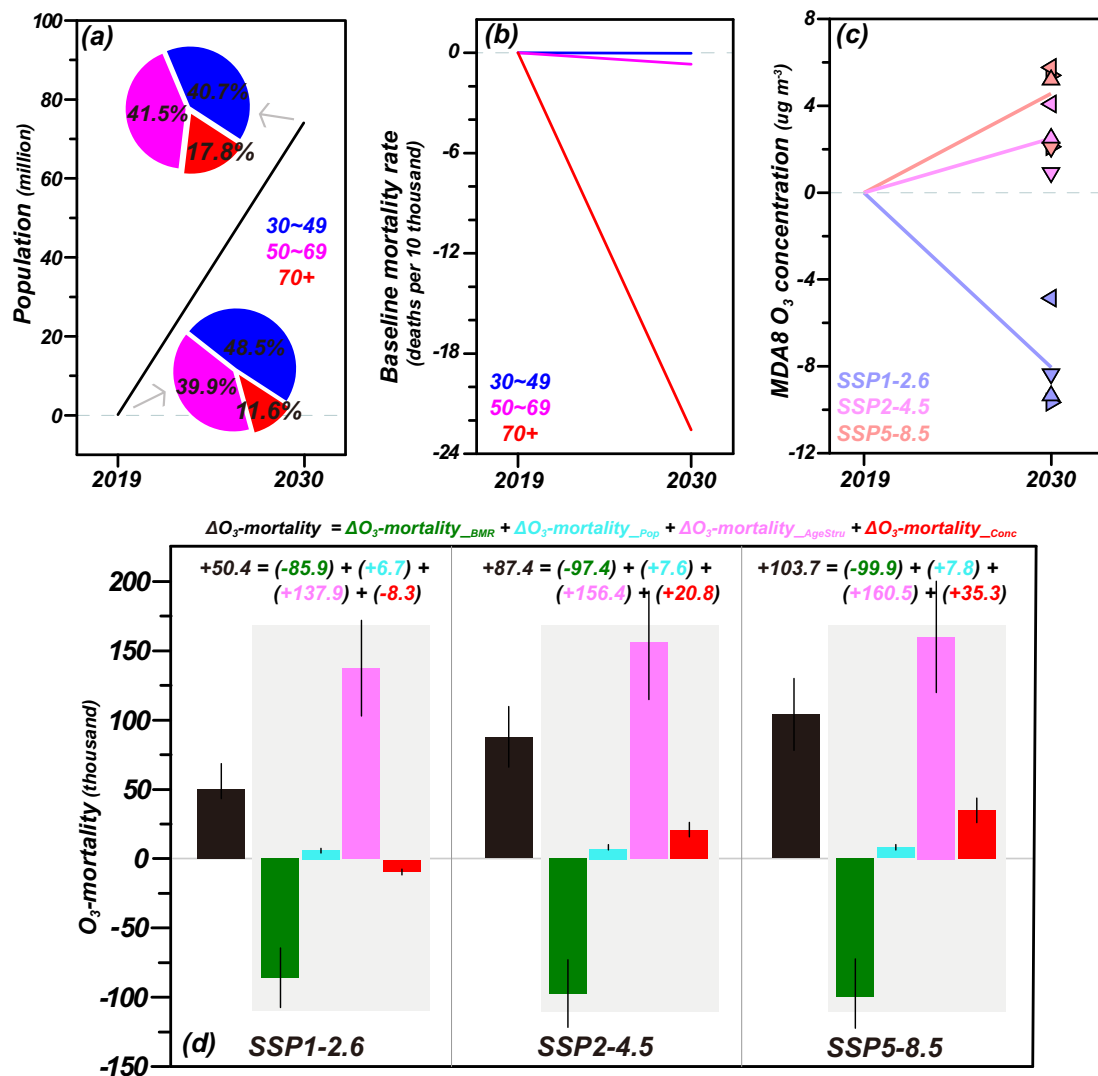 (a)
Population (million)
100
80
60
40
20
0
40.7%
41.5%
17.8%
30~49
50~69
70+
48.5%
39.9%
11.6%
2019
2030
(b)
Baseline mortality rate
(deaths per 10 thousand)
0
-6
-12
-18
-24
30~49
50~69
70+
2019
2030
(c)
MDA8 O₃ concentration (ug m⁻³)
8
4
0
-4
-8
-12
SSP1-2.6
SSP2-4.5
SSP5-8.5
2019
2030
ΔO₃-mortality = ΔO₃-mortality_BMR + ΔO₃-mortality_Pop + ΔO₃-mortality_AgeStru + ΔO₃-mortality_Conc
+50.4 = (-85.9) + (+6.7) +
(+137.9) + (-8.3)
+87.4 = (-97.4) + (+7.6) +
(+156.4) + (+20.8)
+103.7 = (-99.9) + (+7.8) +
(+160.5) + (+35.3)
O₃-mortality (thousand)
200
150
100
50
0
-50
-100
-150
(d)
SSP1-2.6
SSP2-4.5
SSP5-8.5